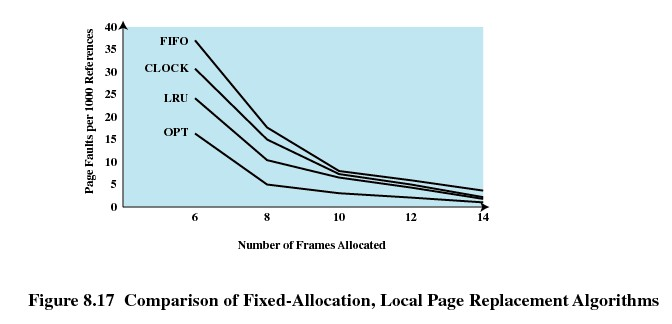 40
35
30
25
20
15
10
5
0
Page Faults per 1000 References
FIFO
CLOCK
LRU
OPT
6 8 10 12 14
Number of Frames Allocated
Figure 8.17 Comparison of Fixed-Allocation, Local Page Replacement Algorithms